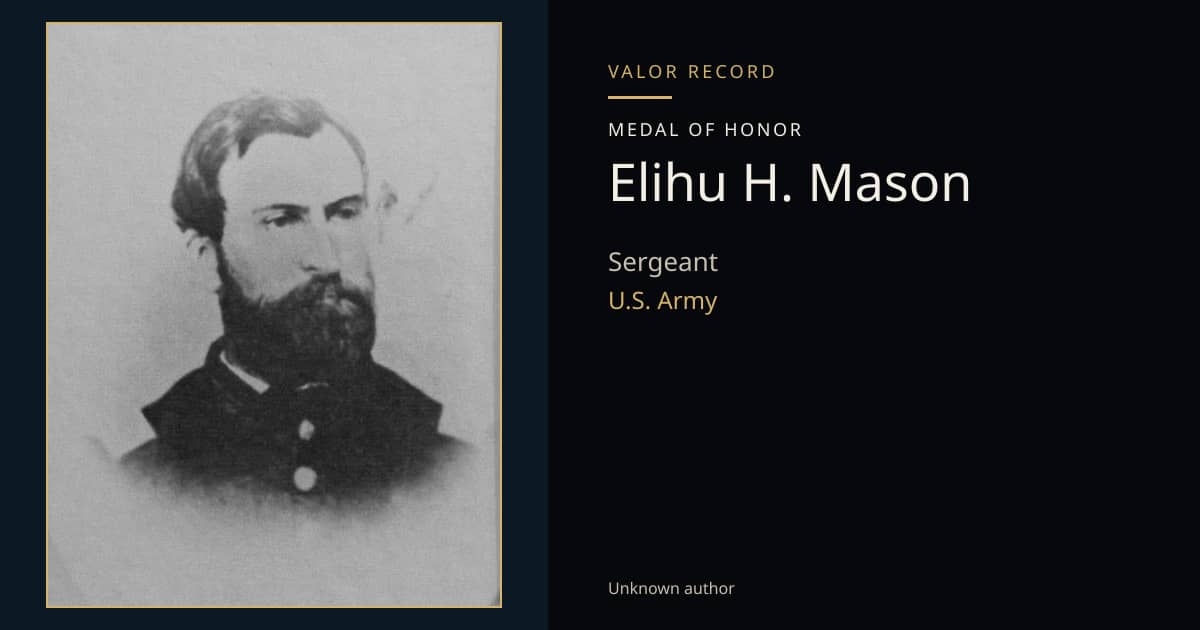 VALOR RECORD
MEDAL OF HONOR
Elihu H. Mason
Sergeant
U.S. Army
Unknown author